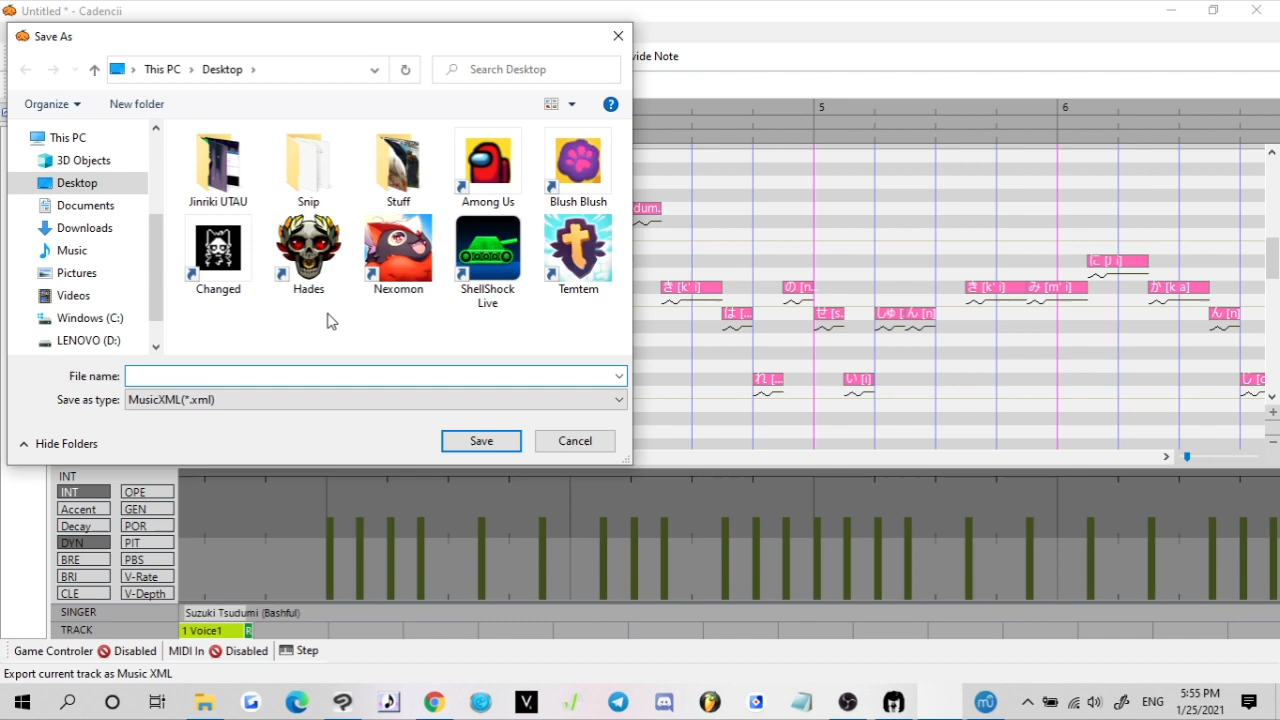 Untitled * - Cadencii
Save As
vide Note
This PC
Desktop
Search Desktop
Organize
New folder
5
6
This PC
3D Objects
Desktop
Documents
Downloads
Music
Pictures
Videos
Windows (C:)
LENOVO (D:)
Jinriki UTAU
Snip
Stuff
Among Us
Blush Blush
Changed
Hades
Nexomon
ShellShock
Live
Temtem
dum.
に [J i]
き [k' i]
の [n...
き [k' i]
み [m' i]
か [k a]
は [...
せ [s.
しゅ [
ん [n]
ん [n]
れ [...
い [i]
し [
File name:
Save as type:
MusicXML(*.xml)
Hide Folders
Save
Cancel
INT
INT
OPE
Accent
GEN
Decay
POR
DYN
PIT
BRE
PBS
BRI
V-Rate
CLE
V-Depth
SINGER
Suzuki Tsudumi (Bashful)
TRACK
1 Voice1
R
Game Controler
Disabled
MIDI In
Disabled
Step
Export current track as Music XML
ENG
5:55 PM
1/25/2021